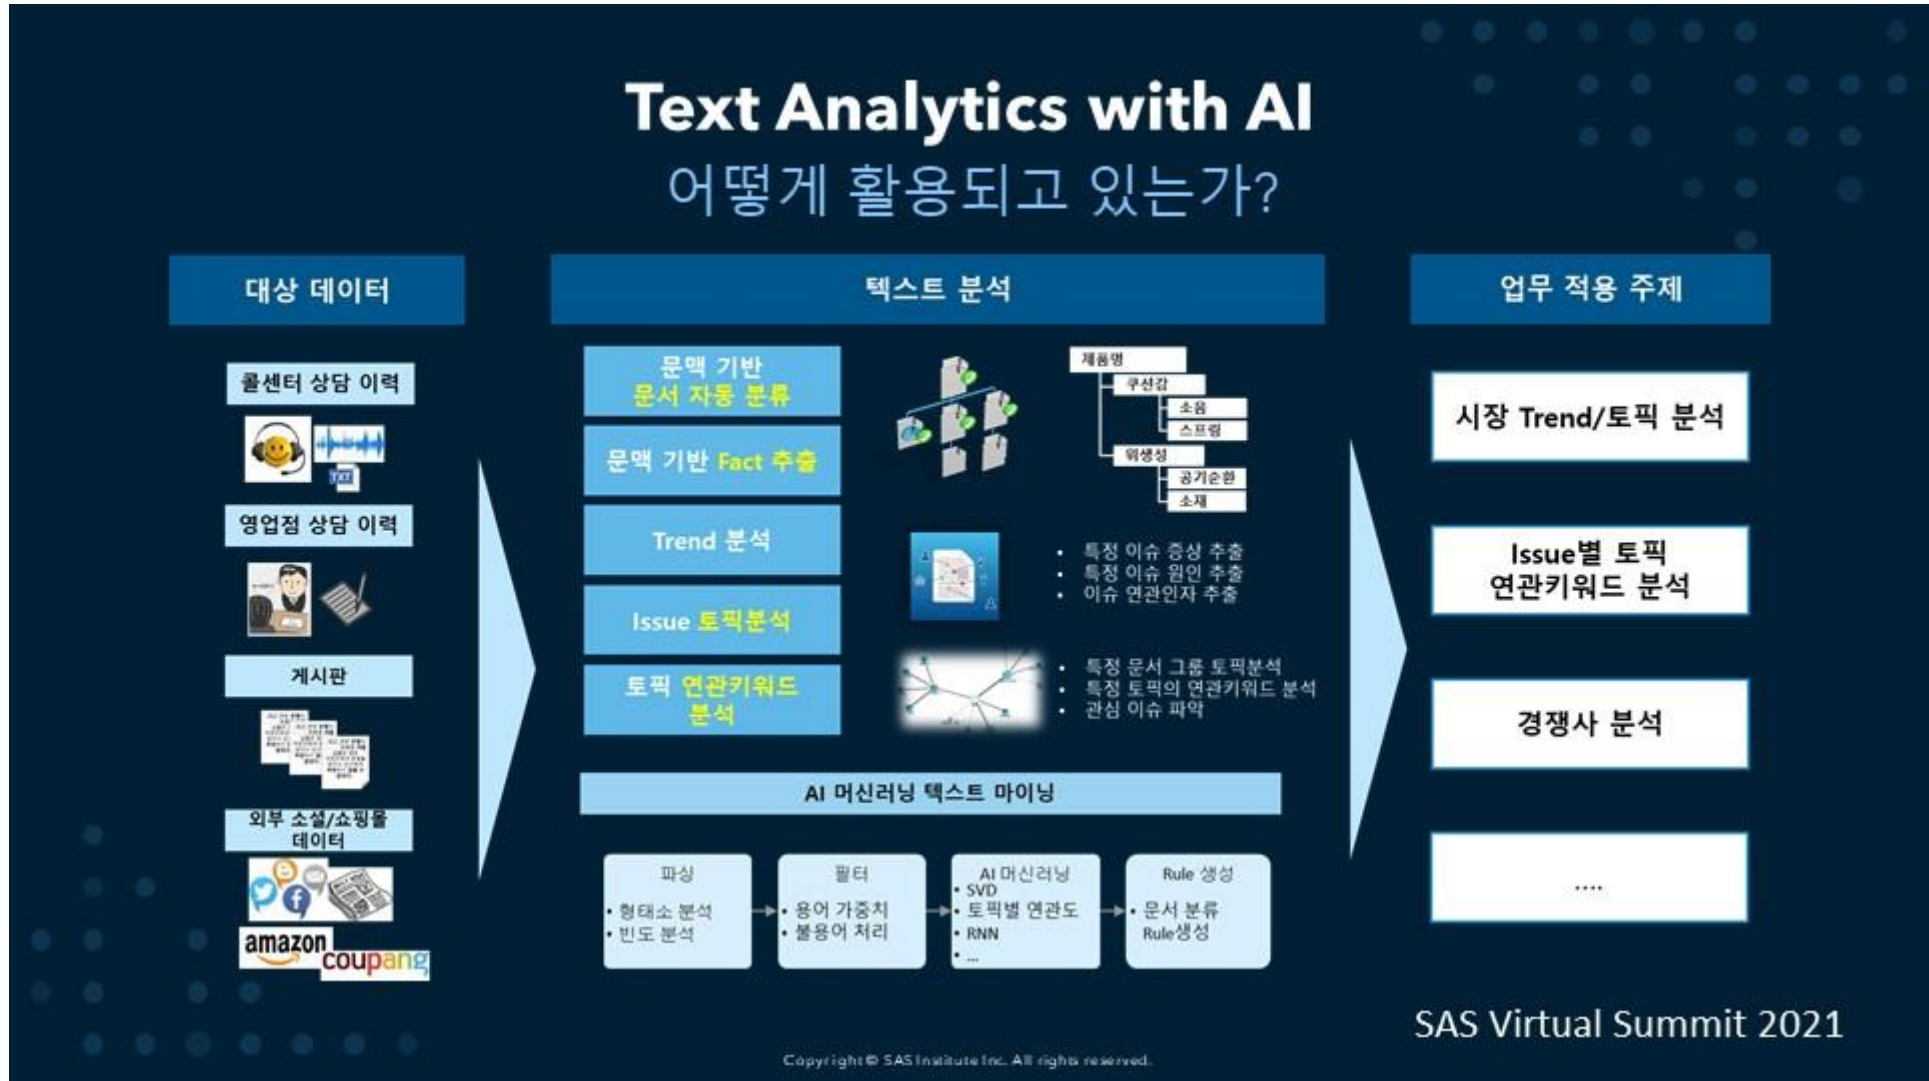 Text Analytics with AI
어떻게 활용되고 있는가?
대상 데이터
콜센터 상담 이력
TXT
영업점 상담 이력
게시판
외부 소셜/쇼핑몰
데이터
amazon
coupang
텍스트 분석
문맥 기반
문서 자동 분류
문맥 기반 Fact 추출
Trend 분석
Issue 토픽분석
토픽 연관키워드
분석
제품명
쿠션감
소음
스프링
위생성
공기순환
소재
• 특정 이슈 증상 추출
• 특정 이슈 원인 추출
• 이슈 연관인자 추출
• 특정 문서 그룹 토픽분석
• 특정 토픽의 연관키워드 분석
• 관심 이슈 파악
AI 머신러닝 텍스트 마이닝
파싱
• 형태소 분석
• 빈도 분석
필터
• 용어 가중치
• 불용어 처리
AI 머신러닝
• SVD
• 토픽별 연관도
• RNN
• ...
Rule 생성
• 문서 분류
Rule생성
업무 적용 주제
시장 Trend/토픽 분석
Issue별 토픽
연관키워드 분석
경쟁사 분석
....
SAS Virtual Summit 2021
Copyright © SAS Institute Inc. All rights reserved.